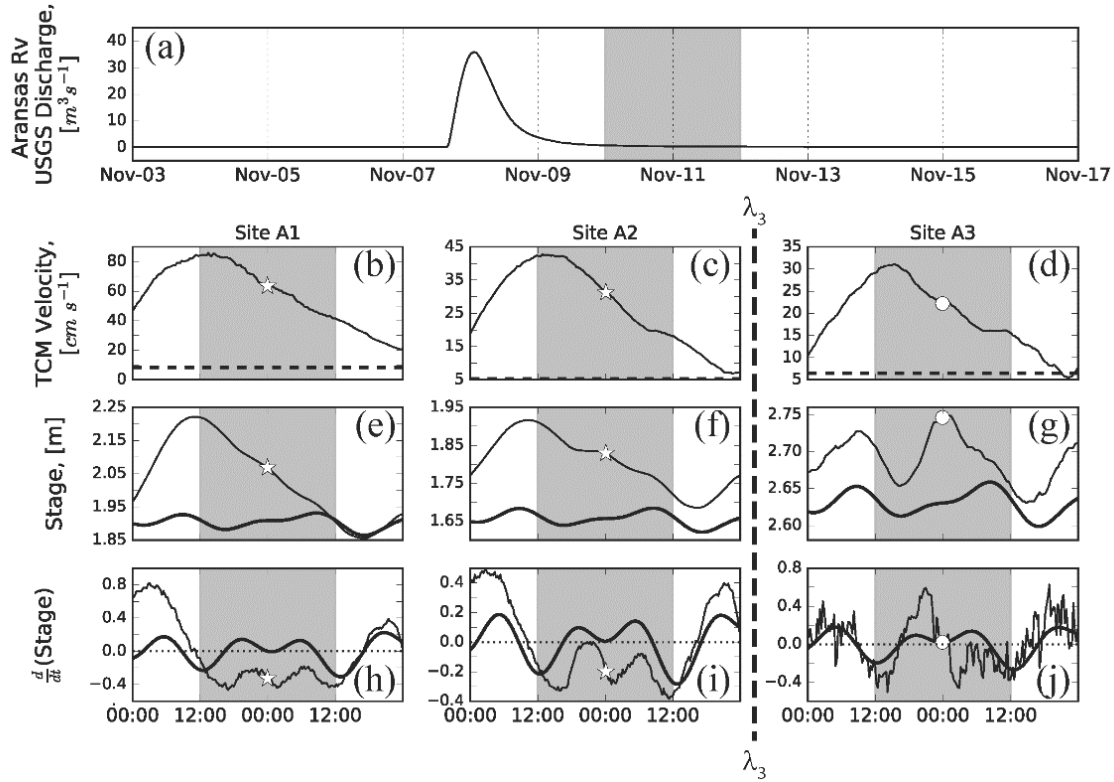 Aransas Rv
USGS Discharge,
[m³ s⁻¹]
(a)
40
30
20
10
0
Nov-03 Nov-05 Nov-07 Nov-09 Nov-11 Nov-13 Nov-15 Nov-17
λ₃
Site A1 Site A2 Site A3
TCM Velocity,
[cm s⁻¹]
(b) (c) (d)
80 45 35
60 35 30
40 25 25
20 15 20
0 5 15
10
5
Stage, [m]
(e) (f) (g)
2.25 1.95 2.75
2.15 1.85 2.70
2.05 1.75 2.65
1.95 1.65 2.60
1.85
d/dt (Stage)
(h) (i) (j)
0.8 0.4 0.8
0.4 0.2 0.4
0.0 0.0 0.0
−0.4 −0.2 −0.4
−0.4
00:00 12:00 00:00 12:00 00:00 12:00 00:00 12:00 00:00 12:00 00:00 12:00
λ₃